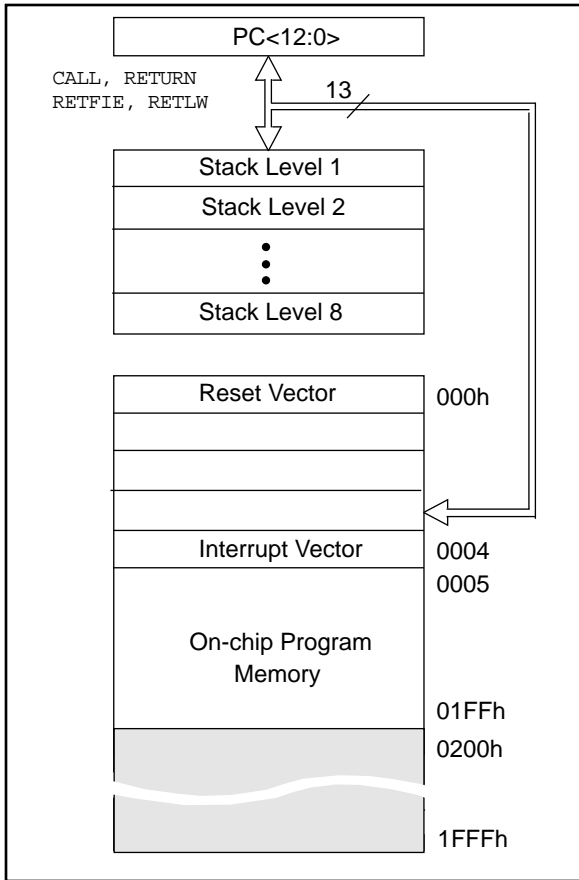 PC<12:0>
CALL, RETURN
RETFIE, RETLW
13
Stack Level 1
Stack Level 2
Stack Level 8
Reset Vector
000h
Interrupt Vector
0004
0005
On-chip Program
Memory
01FFh
0200h
1FFFh